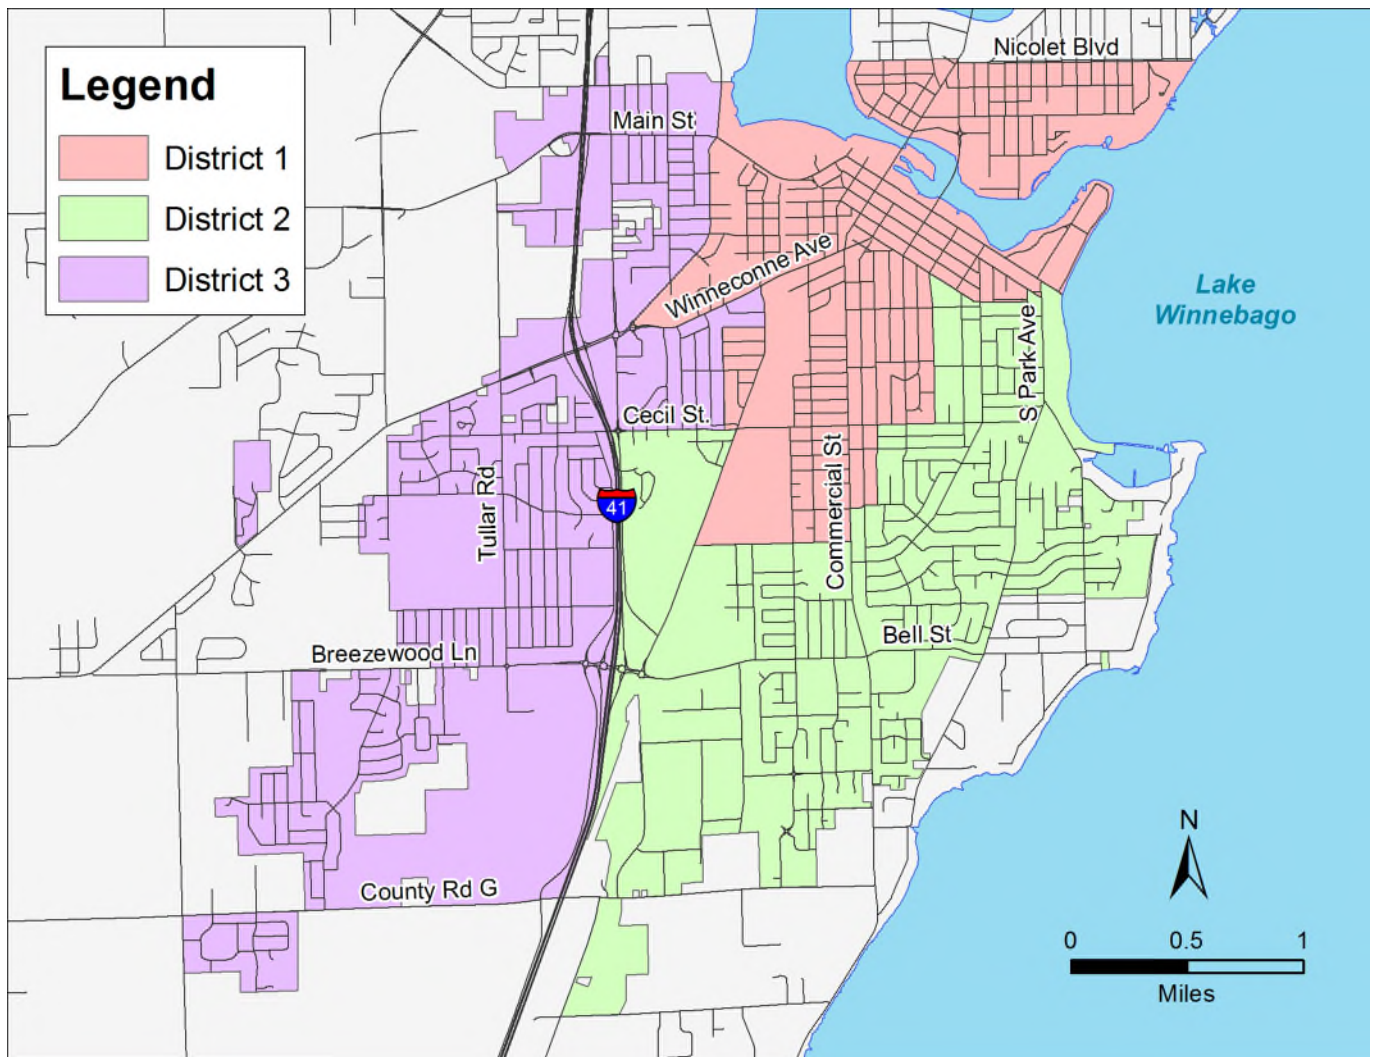 Nicolet Blvd
Legend
District 1
District 2
District 3
Main St
Winneconne Ave
Lake
Winnebago
S Park Ave
Cecil St.
Commercial St
Tullar Rd
41
Bell St
Breezewood Ln
County Rd G
N
0 0.5 1
Miles